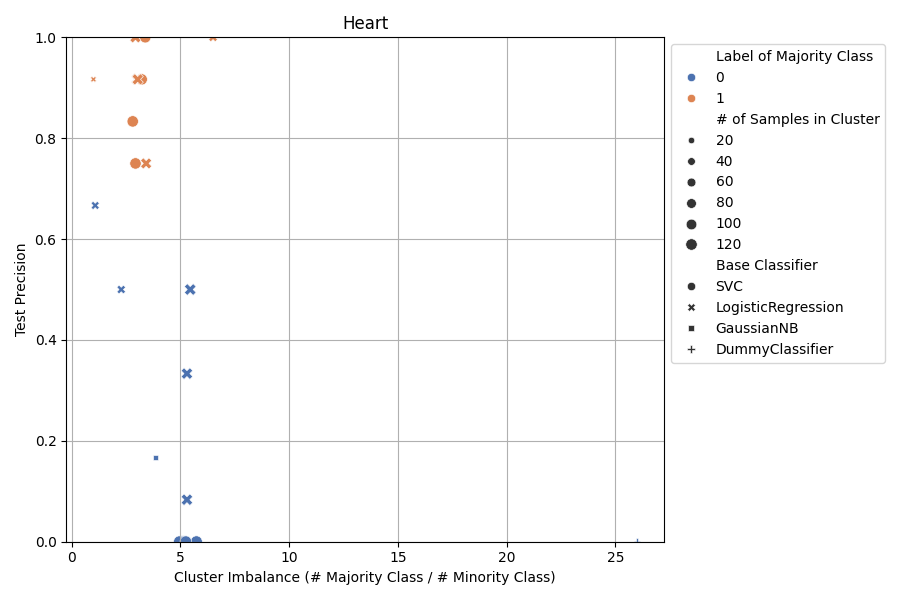 Heart
1.0
0.8
0.6
0.4
0.2
0.0
Test Precision
0
5
10
15
20
25
Cluster Imbalance (# Majority Class / # Minority Class)
Label of Majority Class
0
1
# of Samples in Cluster
20
40
60
80
100
120
Base Classifier
SVC
LogisticRegression
GaussianNB
DummyClassifier